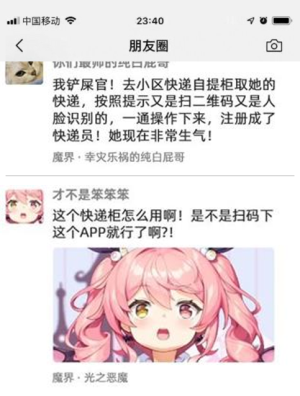 中国移动
23:40
朋友圈
你们最帅的纯白屁哥
我铲屎官！去小区快递自提柜取她的
快递，按照提示又是扫二维码又是人
脸识别的，一通操作下来，注册成了
快递员！她现在非常生气！
魔界·幸灾乐祸的纯白屁哥
才不是笨笨笨
这个快递柜怎么用啊！是不是扫码下
这个APP就行了啊?!
魔界·光之恶魔